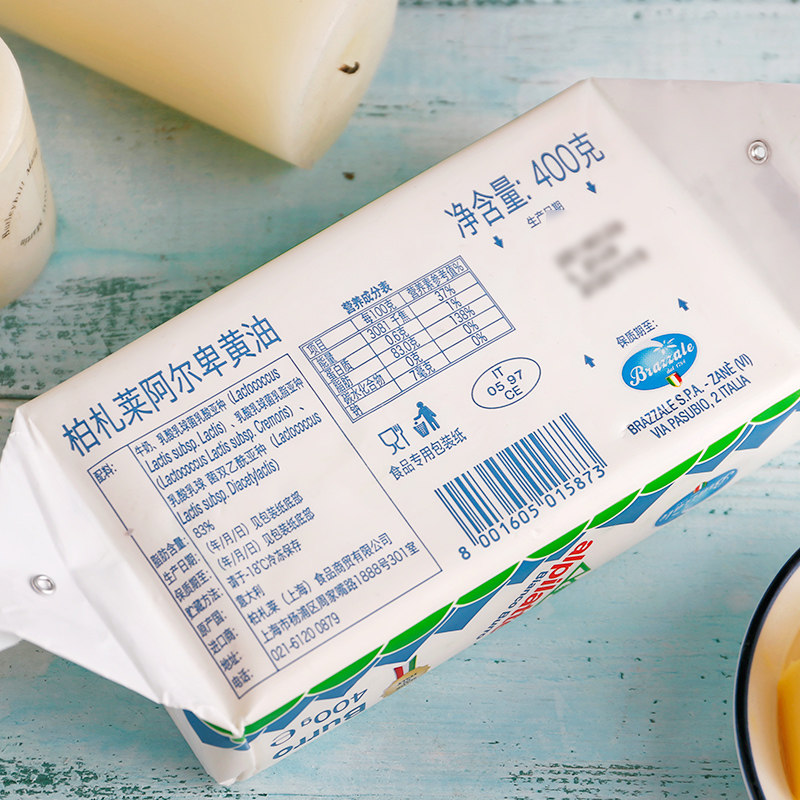 净含量: 400克
生产日期
柏札莱阿尔卑黄油
配料:
牛奶、乳酸乳球菌乳酸亚种 (Lactococcus
Lactis subsp Lactis)、乳酸乳球菌乳脂亚种
(Lactococcus Lactis subsp. Cremoris)、
乳酸乳球 菌双乙酰亚种 (Lactococcus
Lactis subsp. Diacetylactis)
脂肪含量: 83%
生产日期: (年/月/日) 见包装纸底部
保质期至: (年/月/日) 见包装纸底部
贮藏方法: 请于-18℃冷冻保存
原产国: 意大利
进口商: 柏札莱 (上海) 食品商贸有限公司
地址: 上海市杨浦区周家嘴路1888号301室
电话: 021-6120 0879
营养成分表
项目 每100克 营养素参考值%
能量 308 千焦 37%
蛋白质 0.6克 1%
脂肪 83.0克 138%
碳水化合物 0克 0%
钠 7毫克 0%
食品专用包装纸
IT
05 97
CE
8 001605 015873
保质期至:
Brazzale
BRAZZALE S.P.A. - ZANÈ (VI)
VIA PASUBIO, 2 ITALIA
alpilatte
Bianco Burro
Burro
400g e